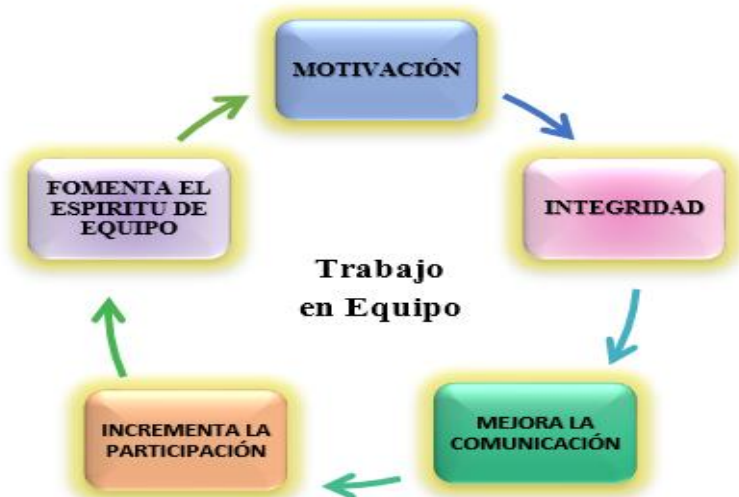 MOTIVACIÓN
INTEGRIDAD
MEJORA LA
COMUNICACIÓN
INCREMENTA LA
PARTICIPACIÓN
FOMENTA EL
ESPIRITU DE
EQUIPO
Trabajo
en Equipo